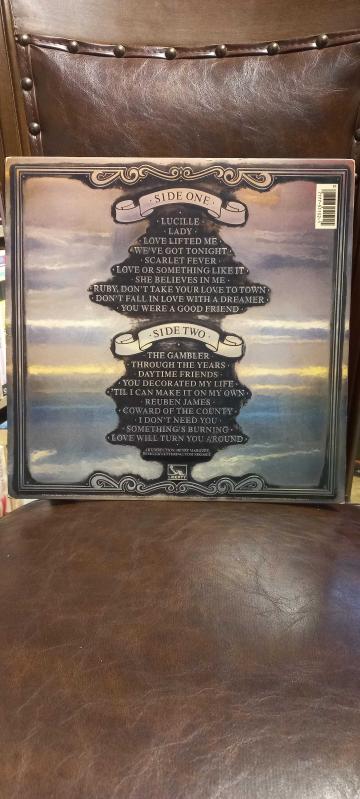 · SIDE ONE ·
· LUCILLE ·
· LADY ·
· LOVE LIFTED ME ·
· WE'VE GOT TONIGHT ·
· SCARLET FEVER ·
· LOVE OR SOMETHING LIKE IT ·
· SHE BELIEVES IN ME ·
· RUBY, DON'T TAKE YOUR LOVE TO TOWN ·
· DON'T FALL IN LOVE WITH A DREAMER ·
· YOU WERE A GOOD FRIEND ·
· SIDE TWO ·
· THE GAMBLER ·
· THROUGH THE YEARS ·
· DAYTIME FRIENDS ·
· YOU DECORATED MY LIFE ·
· 'TIL I CAN MAKE IT ON MY OWN ·
· REUBEN JAMES ·
· COWARD OF THE COUNTY ·
· I DON'T NEED YOU ·
· SOMETHING'S BURNING ·
· LOVE WILL TURN YOU AROUND ·
LIBERTY